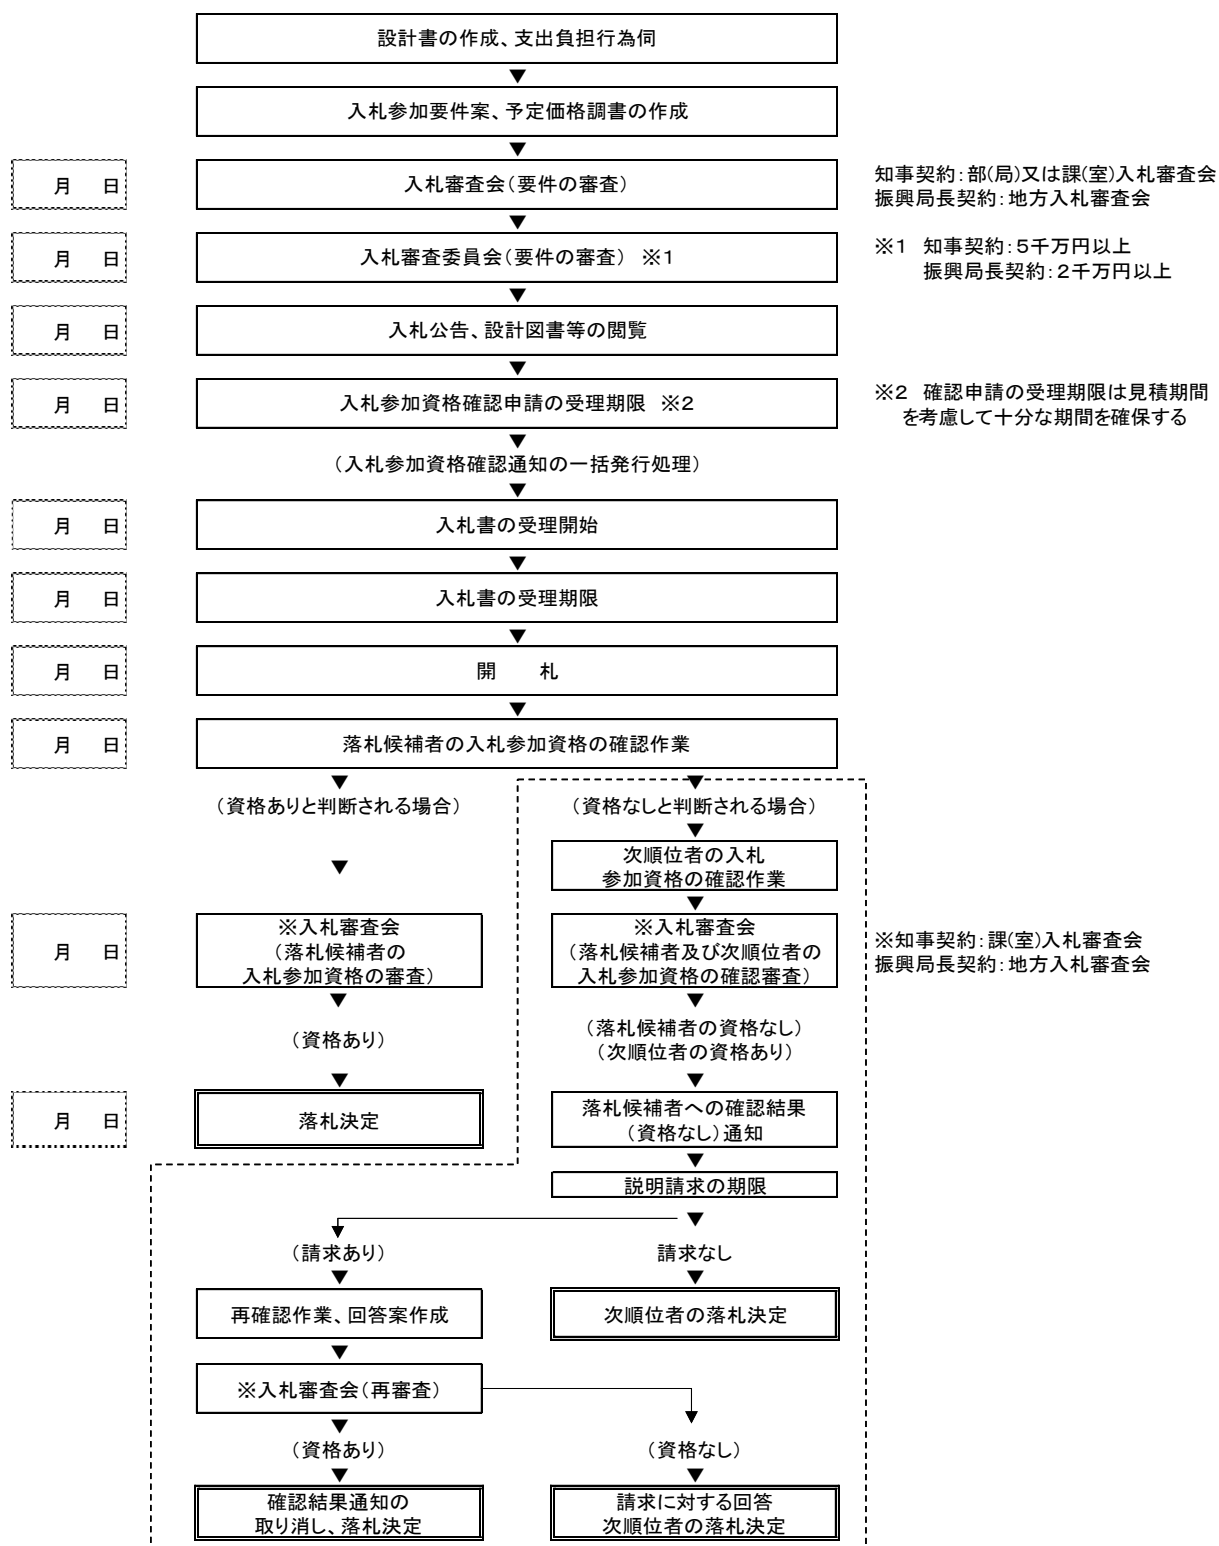 設計書の作成、支出負担行為伺
▼
入札参加要件案、予定価格調書の作成
▼
月 日
入札審査会（要件の審査）
知事契約：部(局)又は課(室)入札審査会
振興局長契約：地方入札審査会
▼
月 日
入札審査委員会（要件の審査） ※１
※１ 知事契約：５千万円以上
振興局長契約：２千万円以上
▼
月 日
入札公告、設計図書等の閲覧
▼
月 日
入札参加資格確認申請の受理期限 ※２
※２ 確認申請の受理期限は見積期間
を考慮して十分な期間を確保する
▼
（入札参加資格確認通知の一括発行処理）
▼
月 日
入札書の受理開始
▼
月 日
入札書の受理期限
▼
月 日
開 札
▼
月 日
落札候補者の入札参加資格の確認作業
▼ ▼
（資格ありと判断される場合） （資格なしと判断される場合）
▼
▼
次順位者の入札
参加資格の確認作業
▼
月 日
※入札審査会
（落札候補者の
入札参加資格の審査）
※入札審査会
（落札候補者及び次順位者の
入札参加資格の確認審査）
※知事契約：課(室)入札審査会
振興局長契約：地方入札審査会
▼ ▼
（資格あり）
（落札候補者の資格なし）
（次順位者の資格あり）
▼ ▼
月 日
落札決定
落札候補者への確認結果
（資格なし）通知
▼
説明請求の期限
▼
（請求あり） 請求なし
▼ ▼
再確認作業、回答案作成
次順位者の落札決定
▼
※入札審査会（再審査）
▼
（資格あり） （資格なし）
▼ ▼
確認結果通知の
取り消し、落札決定
請求に対する回答
次順位者の落札決定